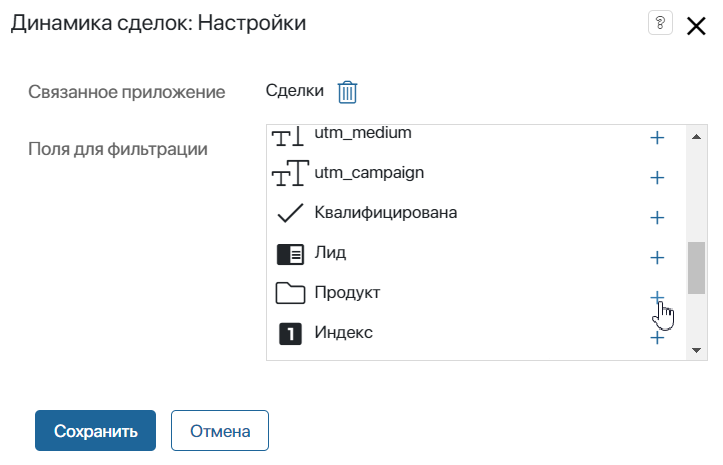 Динамика сделок: Настройки
?
Связанное приложение
Сделки
Поля для фильтрации
utm_medium
utm_campaign
Квалифицирована
Лид
Продукт
1 Индекс
Сохранить
Отмена